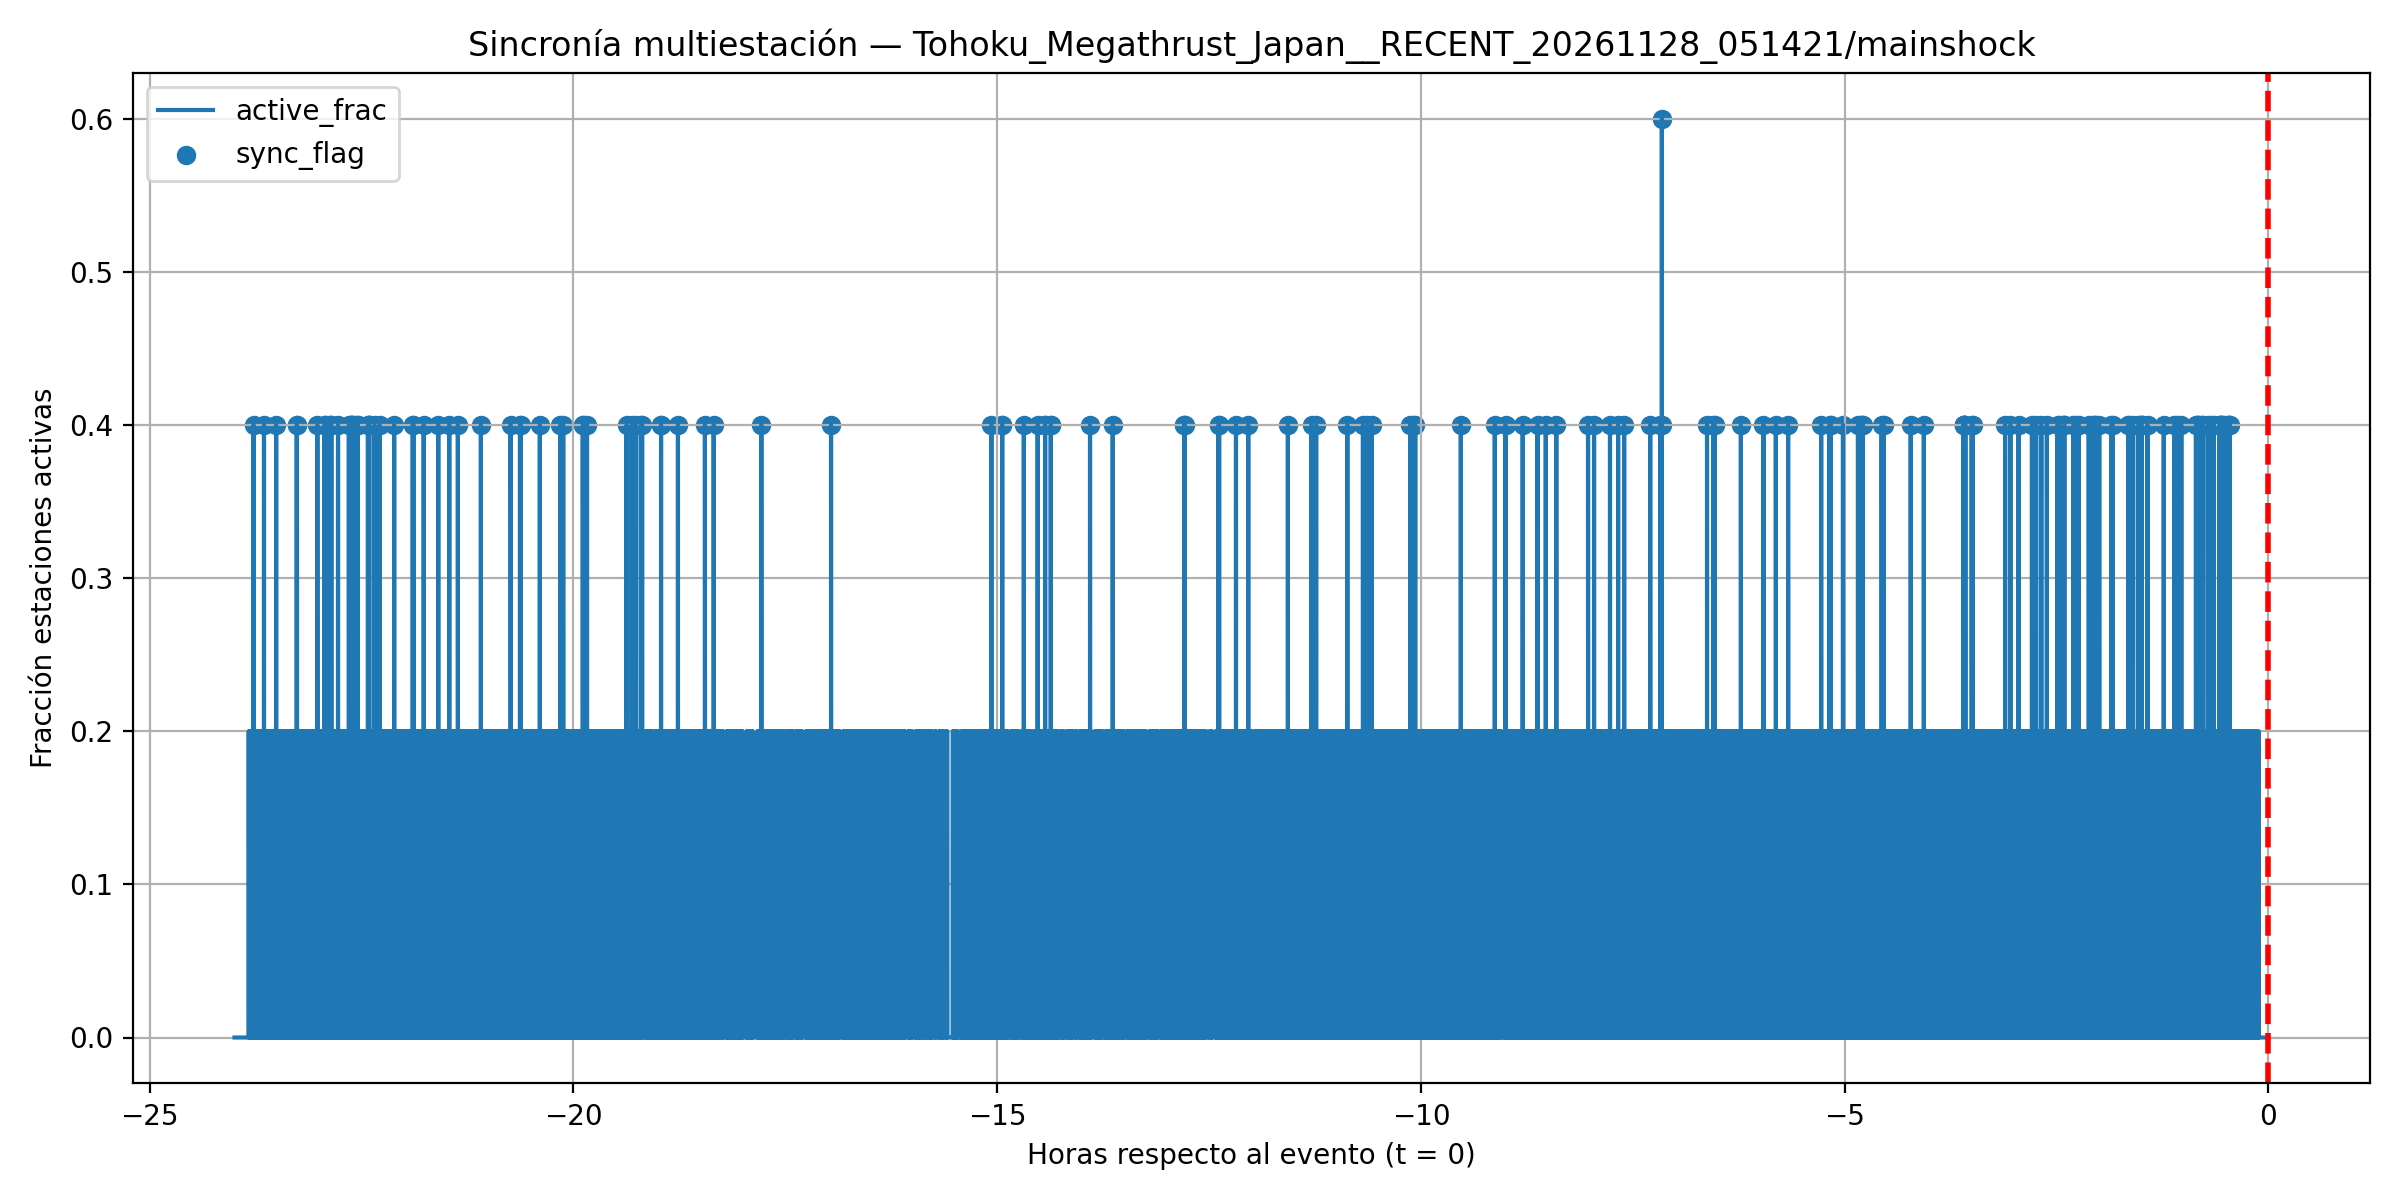 Sincronía multiestación — Tohoku_Megathrust_Japan__RECENT_20261128_051421/mainshock
active_frac
sync_flag
Fracción estaciones activas
0.6
0.5
0.4
0.3
0.2
0.1
0.0
−25
−20
−15
−10
−5
0
Horas respecto al evento (t = 0)